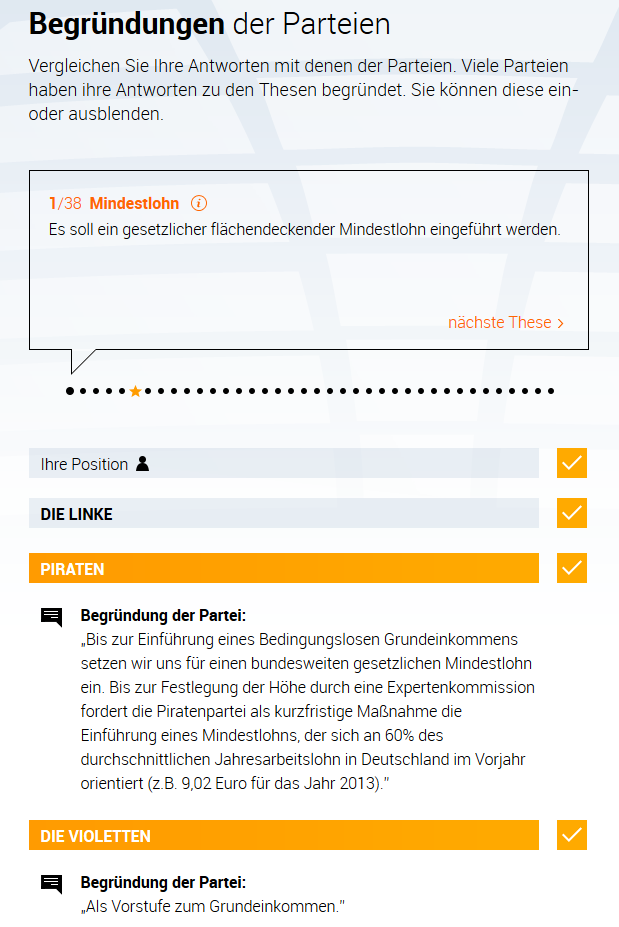 Begründungen der Parteien
Vergleichen Sie Ihre Antworten mit denen der Parteien. Viele Parteien
haben ihre Antworten zu den Thesen begründet. Sie können diese ein-
oder ausblenden.
1/38 Mindestlohn
Es soll ein gesetzlicher flächendeckender Mindestlohn eingeführt werden.
nächste These >
Ihre Position
DIE LINKE
PIRATEN
Begründung der Partei:
„Bis zur Einführung eines Bedingungslosen Grundeinkommens
setzen wir uns für einen bundesweiten gesetzlichen Mindestlohn
ein. Bis zur Festlegung der Höhe durch eine Expertenkommission
fordert die Piratenpartei als kurzfristige Maßnahme die
Einführung eines Mindestlohns, der sich an 60% des
durchschnittlichen Jahresarbeitslohn in Deutschland im Vorjahr
orientiert (z.B. 9,02 Euro für das Jahr 2013).”
DIE VIOLETTEN
Begründung der Partei:
„Als Vorstufe zum Grundeinkommen.”